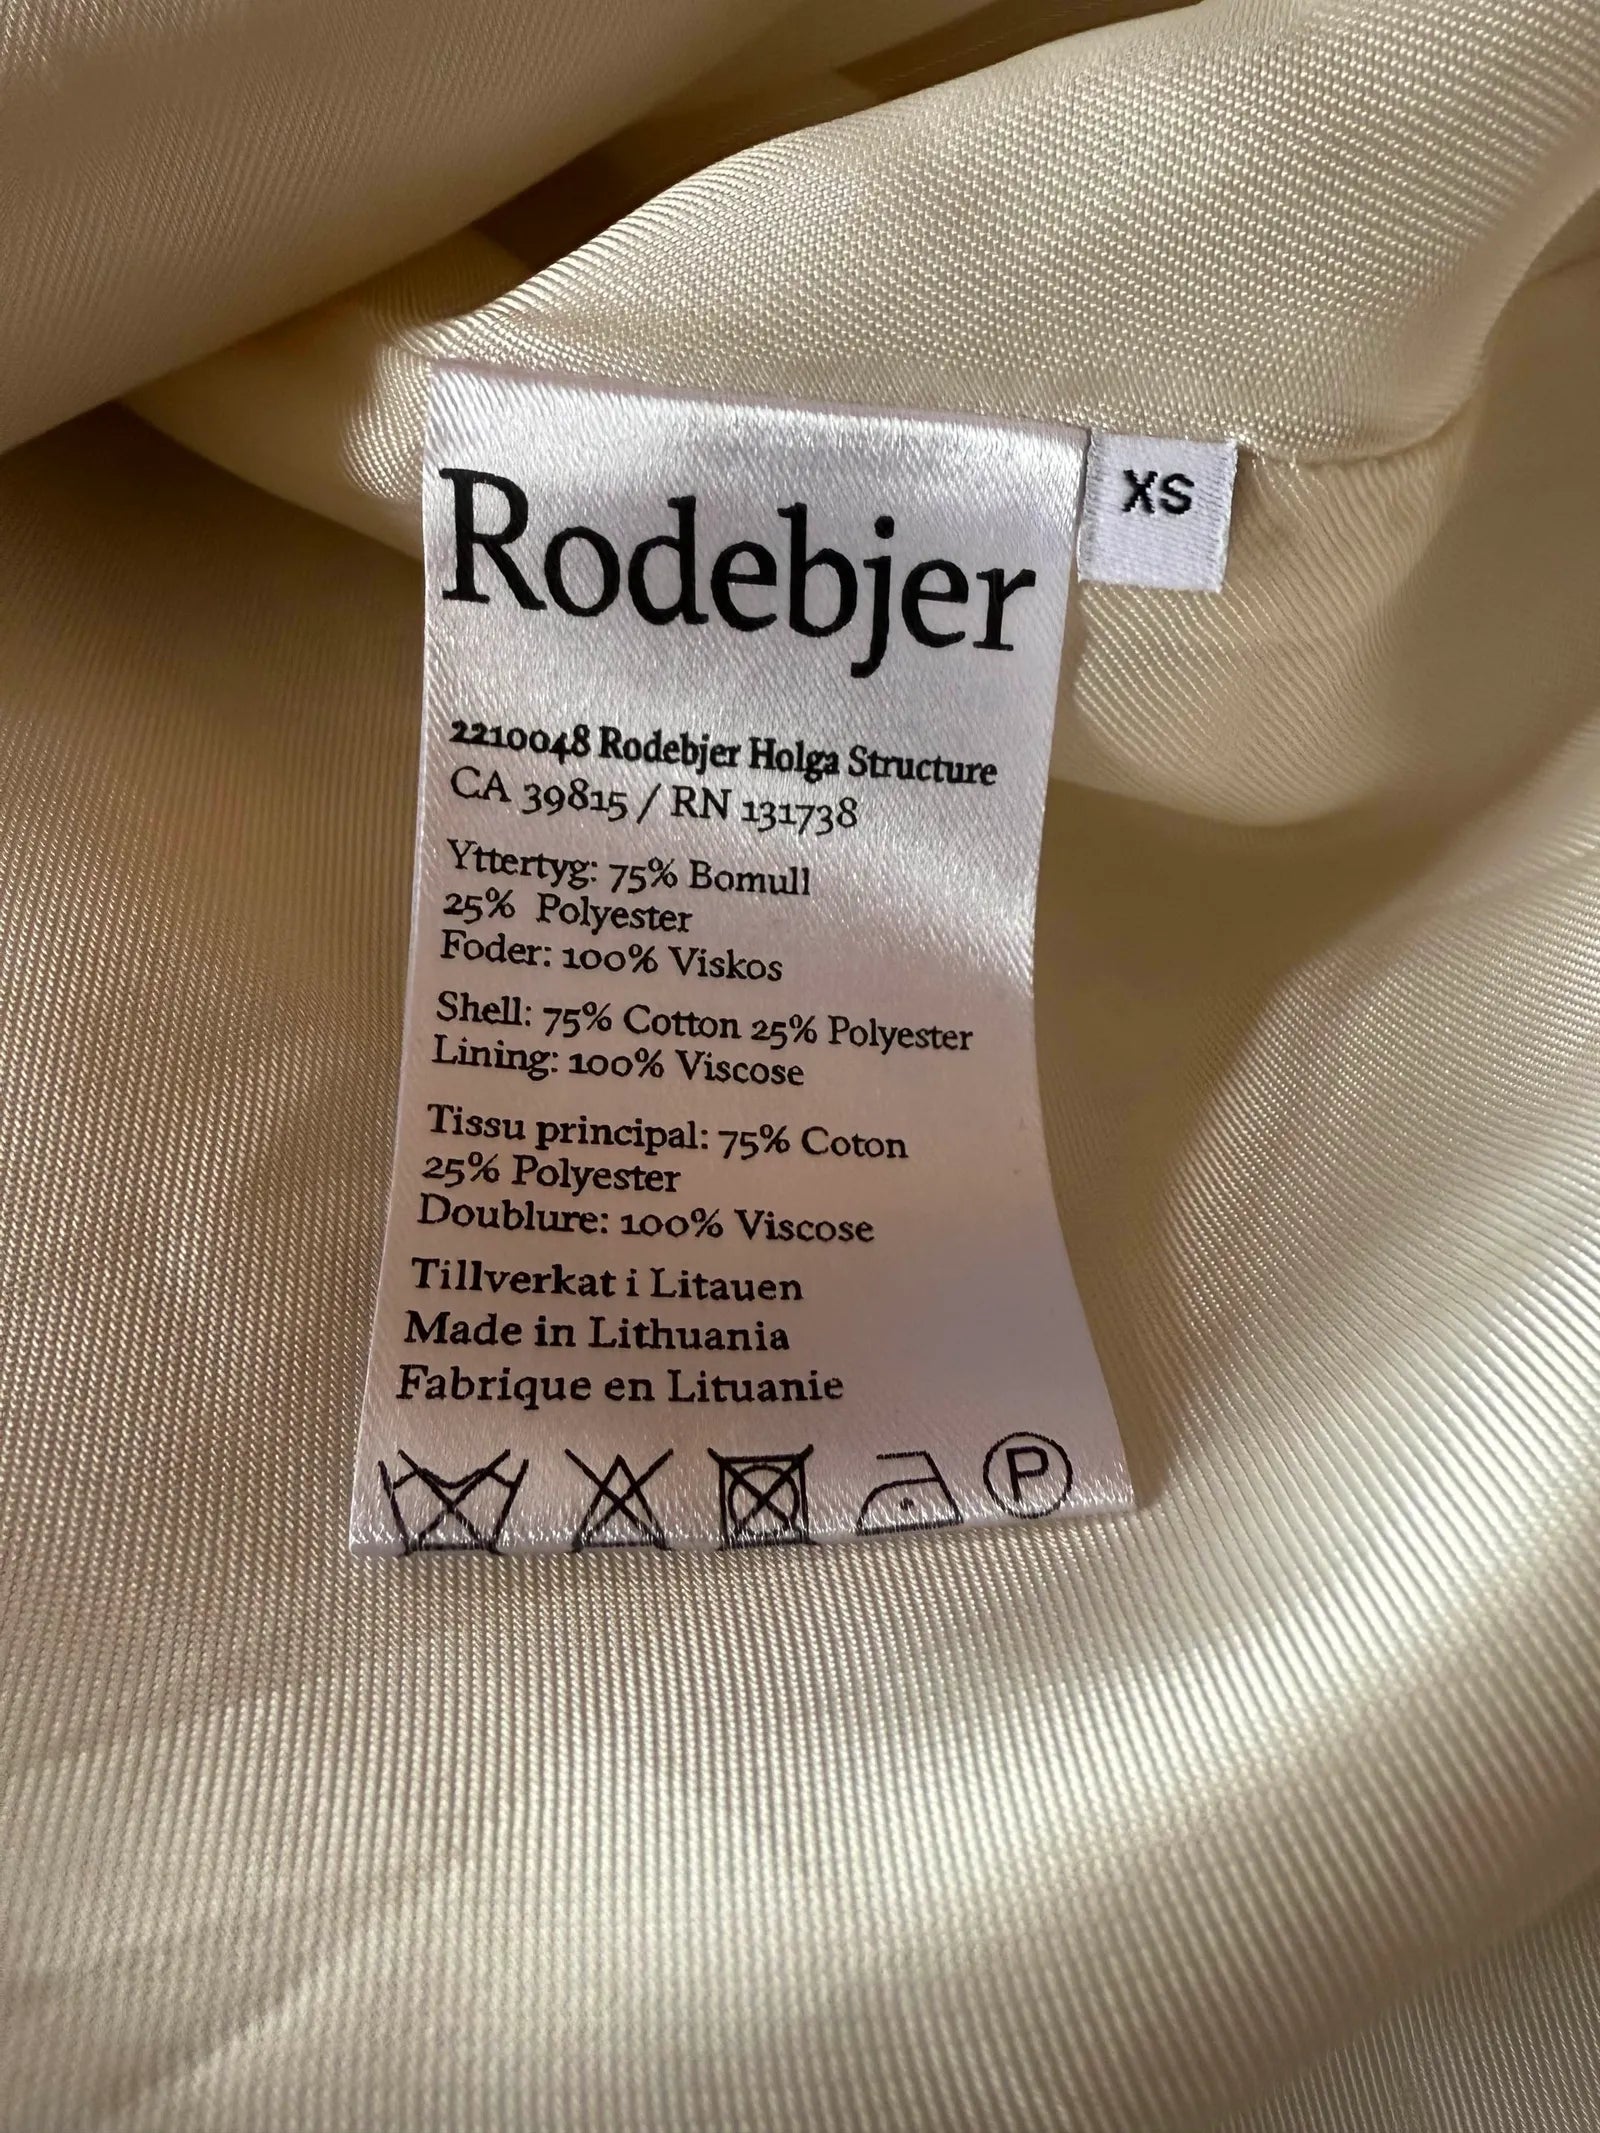 Rodebjer
XS
2210048 Rodebjer Holga Structure
CA 39815 / RN 131738
Yttertyg: 75% Bomull
25% Polyester
Foder: 100% Viskos
Shell: 75% Cotton 25% Polyester
Lining: 100% Viscose
Tissu principal: 75% Coton
25% Polyester
Doublure: 100% Viscose
Tillverkat i Litauen
Made in Lithuania
Fabrique en Lituanie
P